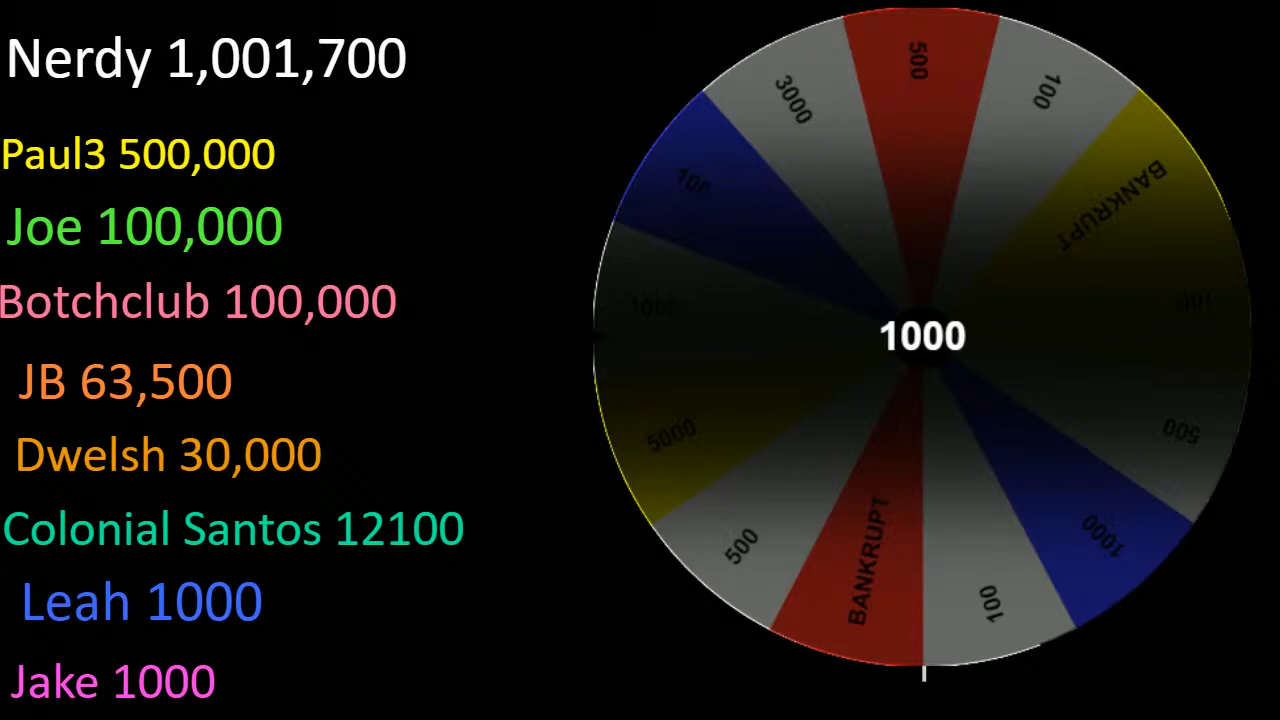 Nerdy 1,001,700
Paul3 500,000
Joe 100,000
Botchclub 100,000
JB 63,500
Dwelsh 30,000
Colonial Santos 12100
Leah 1000
Jake 1000
500
100
BANKRUPT
500
1000
100
BANKRUPT
500
5000
100
3000
1000